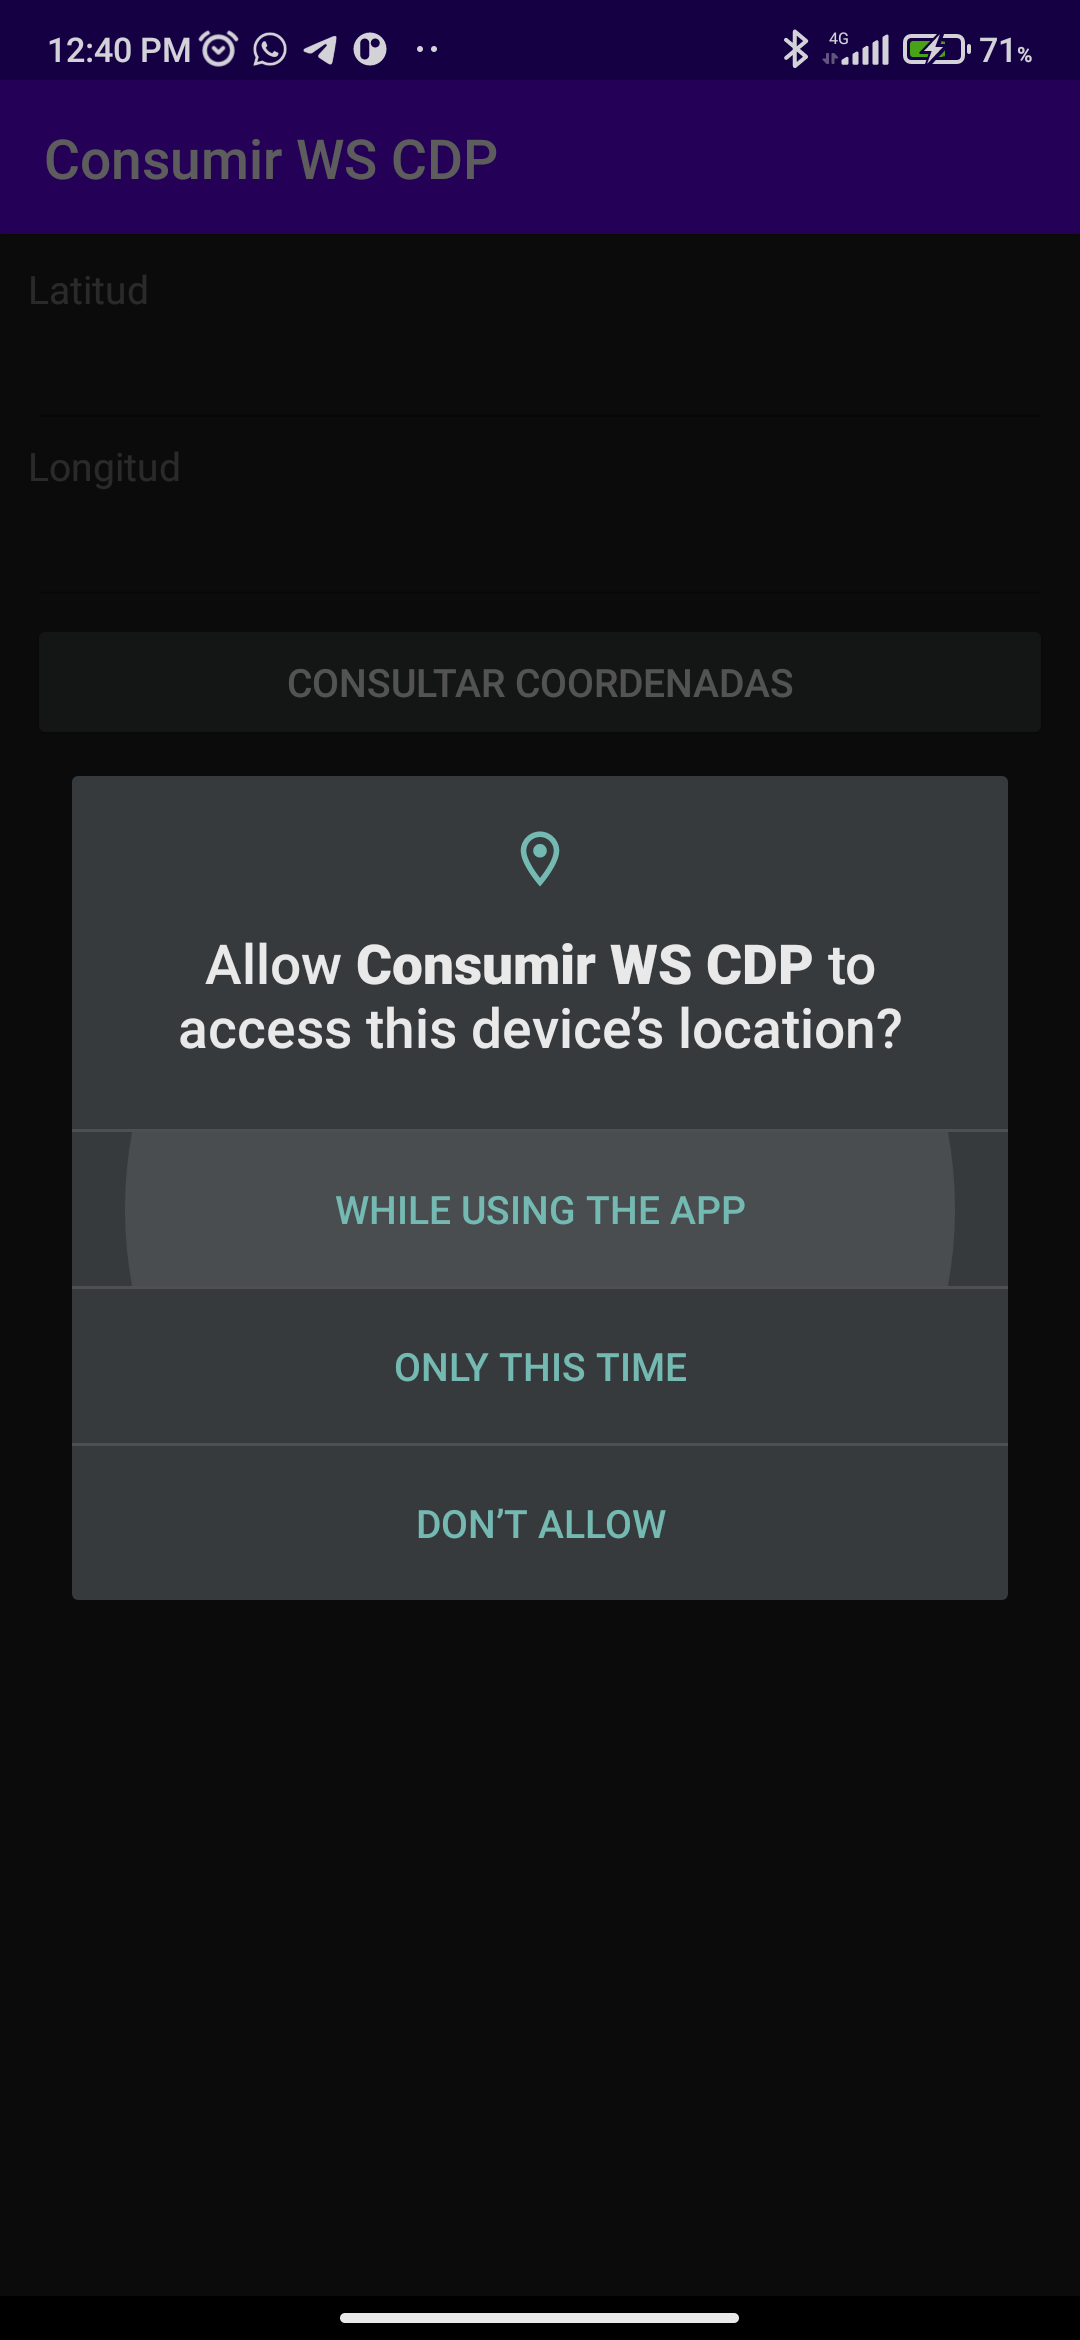 12:40 PM 4G 71%
Consumir WS CDP
Latitud
Longitud
CONSULTAR COORDENADAS
Allow Consumir WS CDP to
access this device’s location?
WHILE USING THE APP
ONLY THIS TIME
DON’T ALLOW